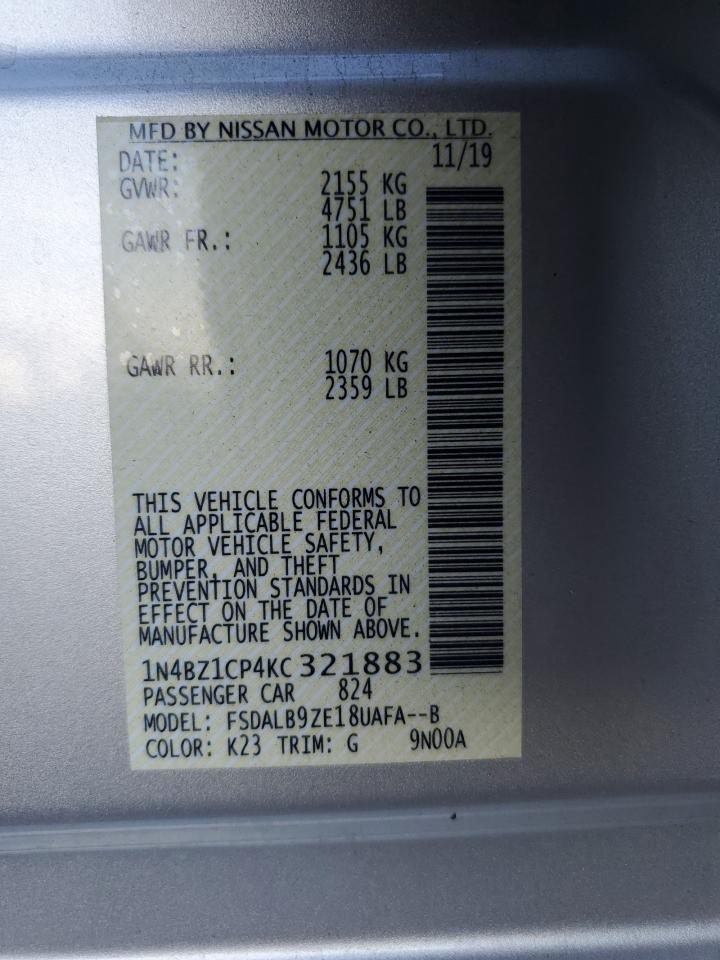 MFD BY NISSAN MOTOR CO., LTD.
DATE: 11/19
GVWR: 2155 KG
4751 LB
GAWR FR.: 1105 KG
2436 LB
GAWR RR.: 1070 KG
2359 LB
THIS VEHICLE CONFORMS TO
ALL APPLICABLE FEDERAL
MOTOR VEHICLE SAFETY,
BUMPER, AND THEFT
PREVENTION STANDARDS IN
EFFECT ON THE DATE OF
MANUFACTURE SHOWN ABOVE.
1N4BZ1CP4KC 321883
PASSENGER CAR 824
MODEL: FSDALB9ZE18UAFA--B
COLOR: K23 TRIM: G 9N00A